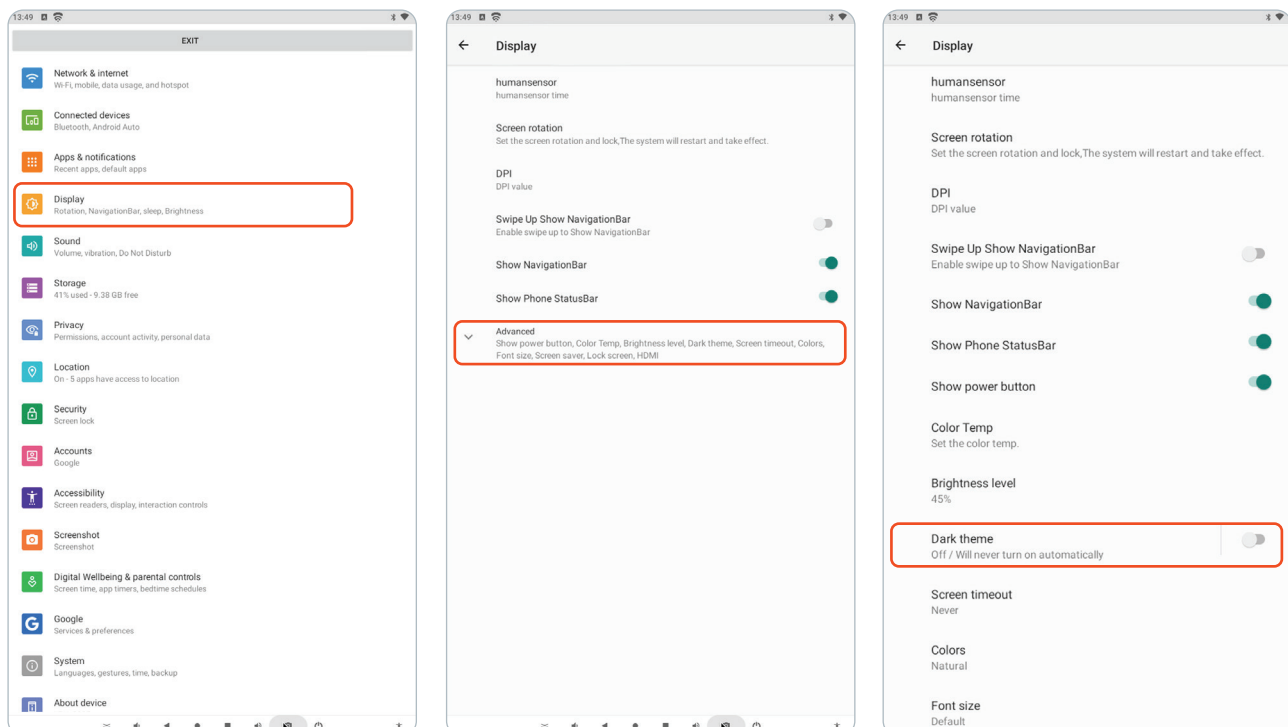 13:49
EXIT
Network & internet
Wi-Fi, mobile, data usage, and hotspot
Connected devices
Bluetooth, Android Auto
Apps & notifications
Recent apps, default apps
Display
Rotation, NavigationBar, sleep, Brightness
Sound
Volume, vibration, Do Not Disturb
Storage
41% used - 9.38 GB free
Privacy
Permissions, account activity, personal data
Location
On - 5 apps have access to location
Security
Screen lock
Accounts
Google
Accessibility
Screen readers, display, interaction controls
Screenshot
Screenshot
Digital Wellbeing & parental controls
Screen time, app timers, bedtime schedules
Google
Services & preferences
System
Languages, gestures, time, backup
About device
13:49
Display
humansensor
humansensor time
Screen rotation
Set the screen rotation and lock,The system will restart and take effect.
DPI
DPI value
Swipe Up Show NavigationBar
Enable swipe up to Show NavigationBar
Show NavigationBar
Show Phone StatusBar
Advanced
Show power button, Color Temp, Brightness level, Dark theme, Screen timeout, Colors,
Font size, Screen saver, Lock screen, HDMI
13:49
Display
humansensor
humansensor time
Screen rotation
Set the screen rotation and lock,The system will restart and take effect.
DPI
DPI value
Swipe Up Show NavigationBar
Enable swipe up to Show NavigationBar
Show NavigationBar
Show Phone StatusBar
Show power button
Color Temp
Set the color temp.
Brightness level
45%
Dark theme
Off / Will never turn on automatically
Screen timeout
Never
Colors
Natural
Font size
Default